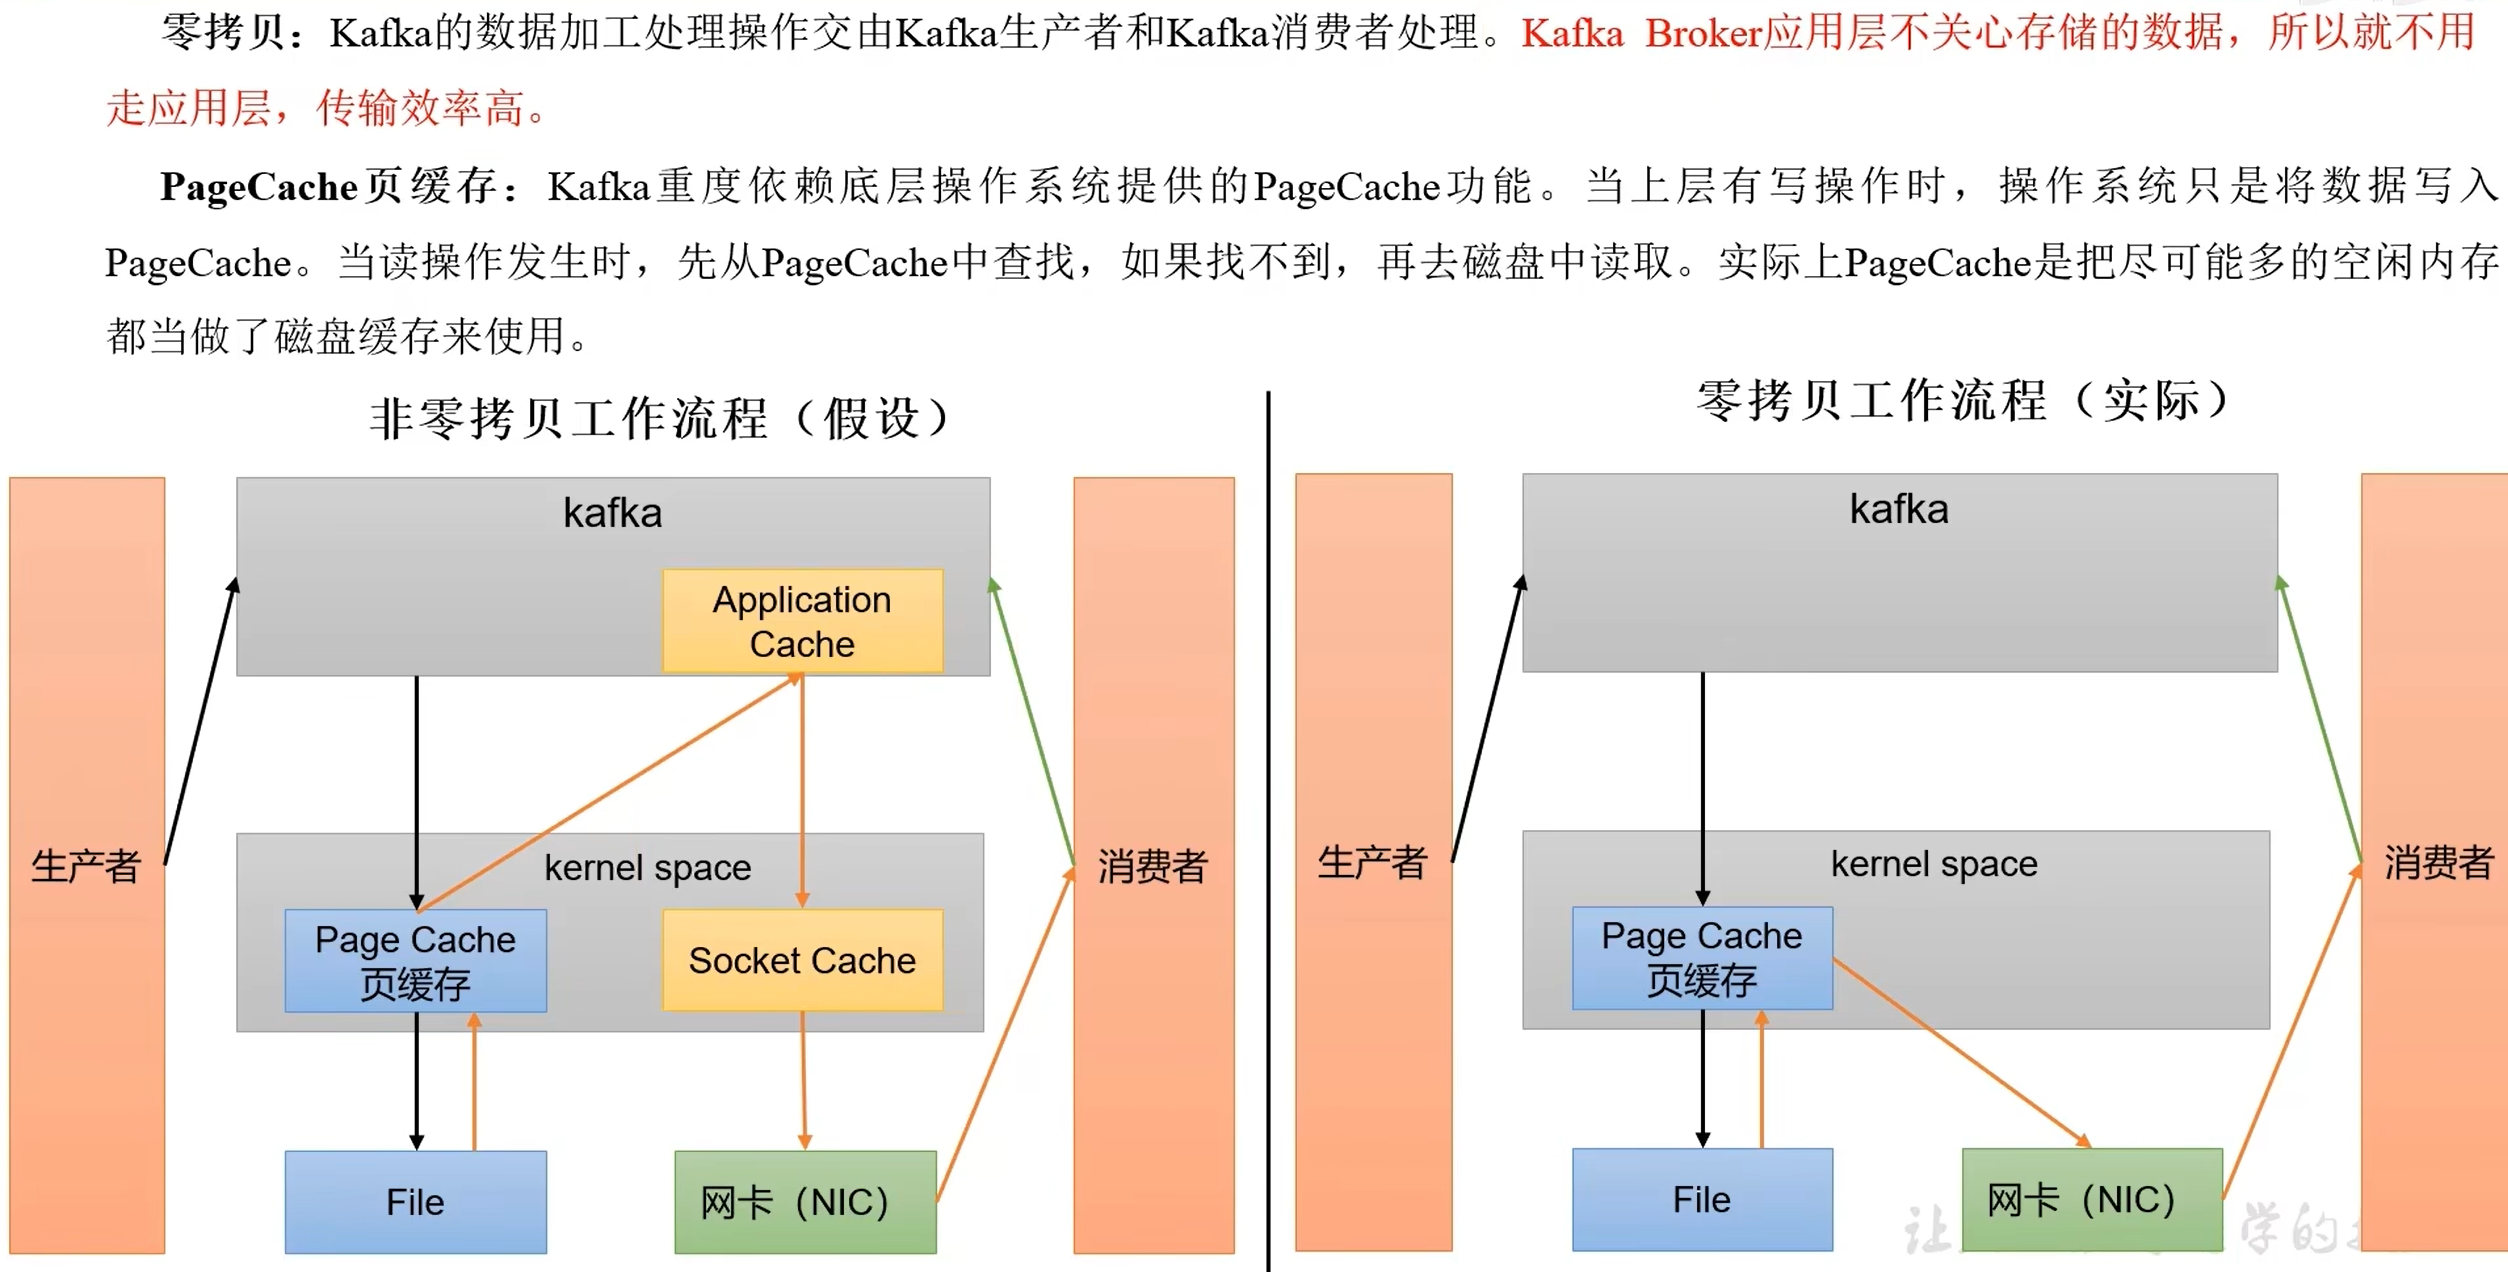 零拷贝：Kafka的数据加工处理操作交由Kafka生产者和Kafka消费者处理。Kafka Broker应用层不关心存储的数据，所以就不用
走应用层，传输效率高。
PageCache页缓存：Kafka重度依赖底层操作系统提供的PageCache功能。当上层有写操作时，操作系统只是将数据写入
PageCache。当读操作发生时，先从PageCache中查找，如果找不到，再去磁盘中读取。实际上PageCache是把尽可能多的空闲内存
都当做了磁盘缓存来使用。
非零拷贝工作流程（假设）
kafka
Application
Cache
生产者
kernel space
消费者
Page Cache
页缓存
Socket Cache
File
网卡（NIC）
零拷贝工作流程（实际）
kafka
生产者
kernel space
消费者
Page Cache
页缓存
File
网卡（NIC）
让
学的